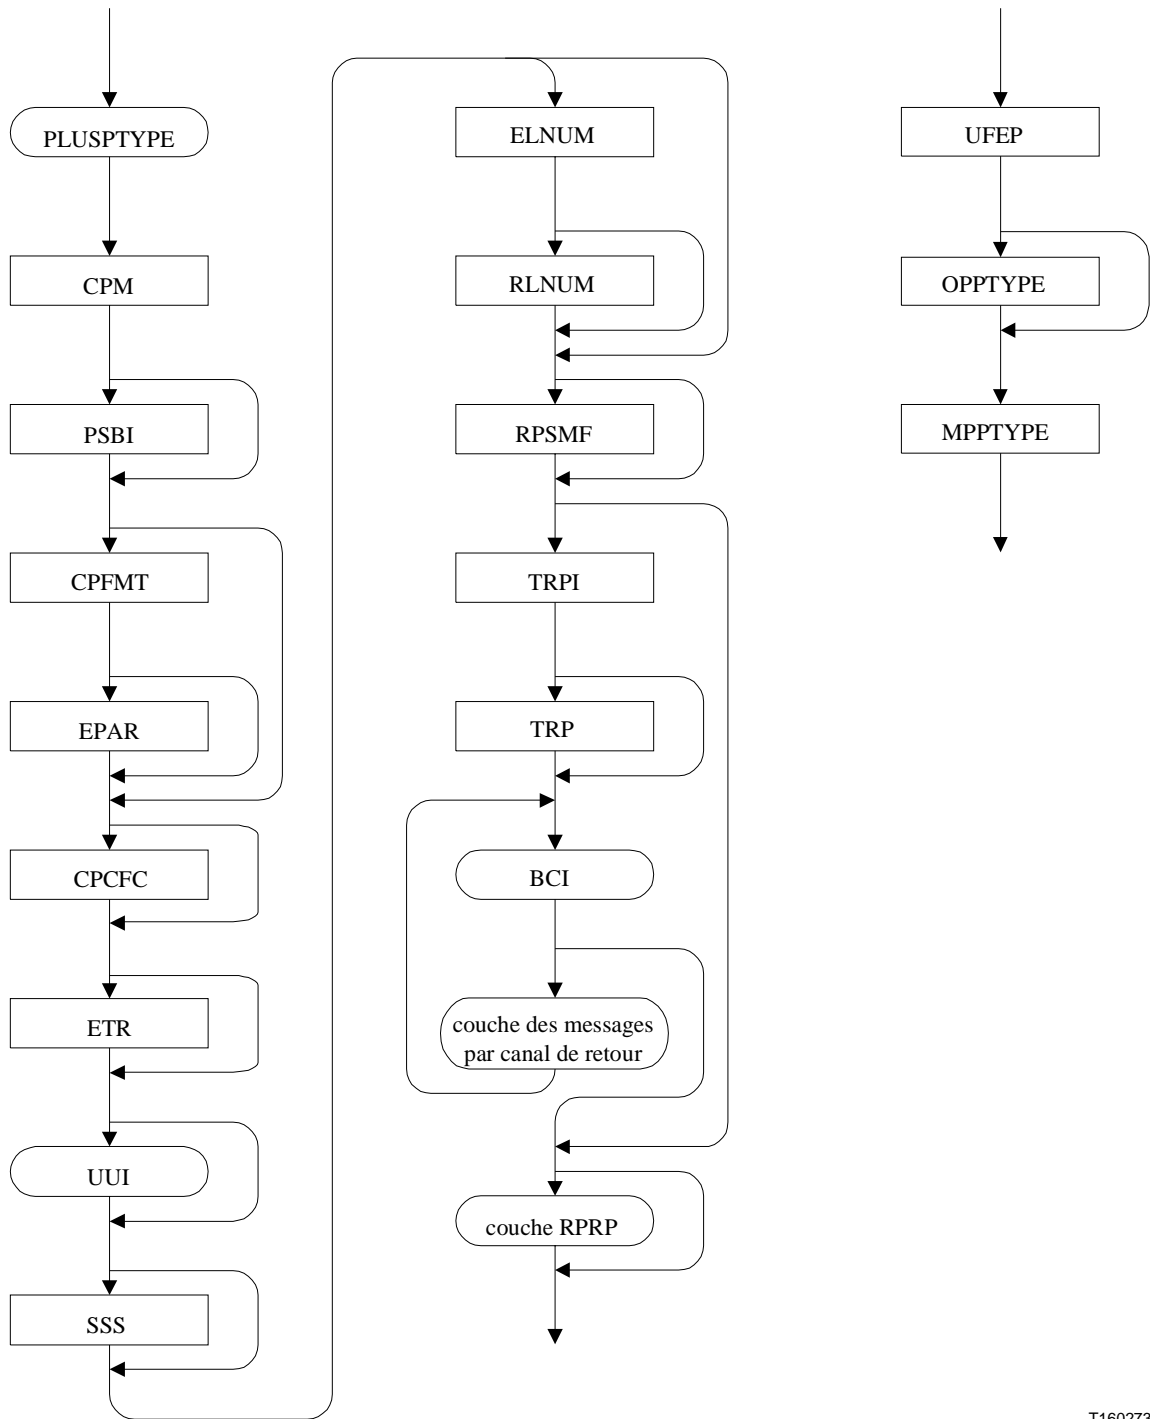 PLUSPTYPE
CPM
PSBI
CPFMT
EPAR
CPCFC
ETR
UUI
SSS
ELNUM
RLNUM
RPSMF
TRPI
TRP
BCI
couche des messages
par canal de retour
couche RPRP
UFEP
OPPTYPE
MPPTYPE